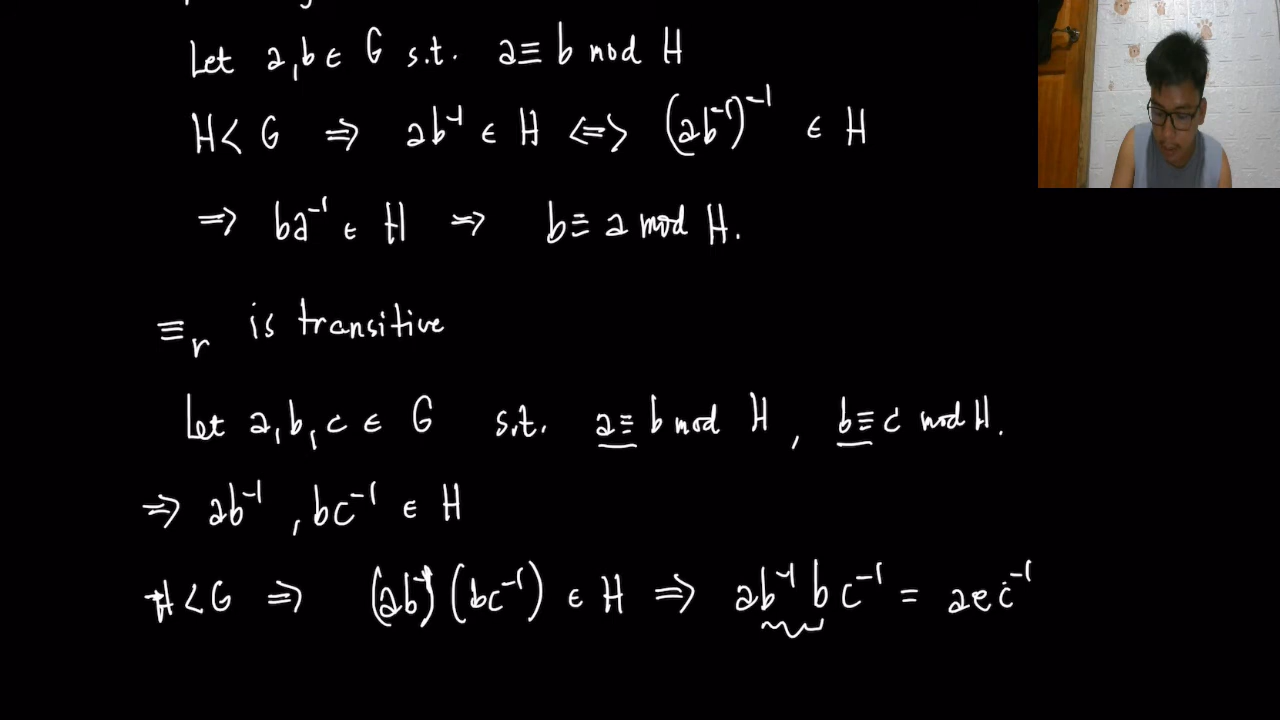 Let a, b ∈ G s.t. a ≡ b mod H
H < G ⇒ ab⁻¹ ∈ H ⟺ (ab⁻¹)⁻¹ ∈ H
⇒ ba⁻¹ ∈ H ⇒ b ≡ a mod H.
≡ᵣ is transitive
Let a, b, c ∈ G s.t. a ≡ b mod H, b ≡ c mod H.
⇒ ab⁻¹, bc⁻¹ ∈ H
H < G ⇒ (ab⁻¹)(bc⁻¹) ∈ H ⇒ ab⁻¹bc⁻¹ = aec⁻¹